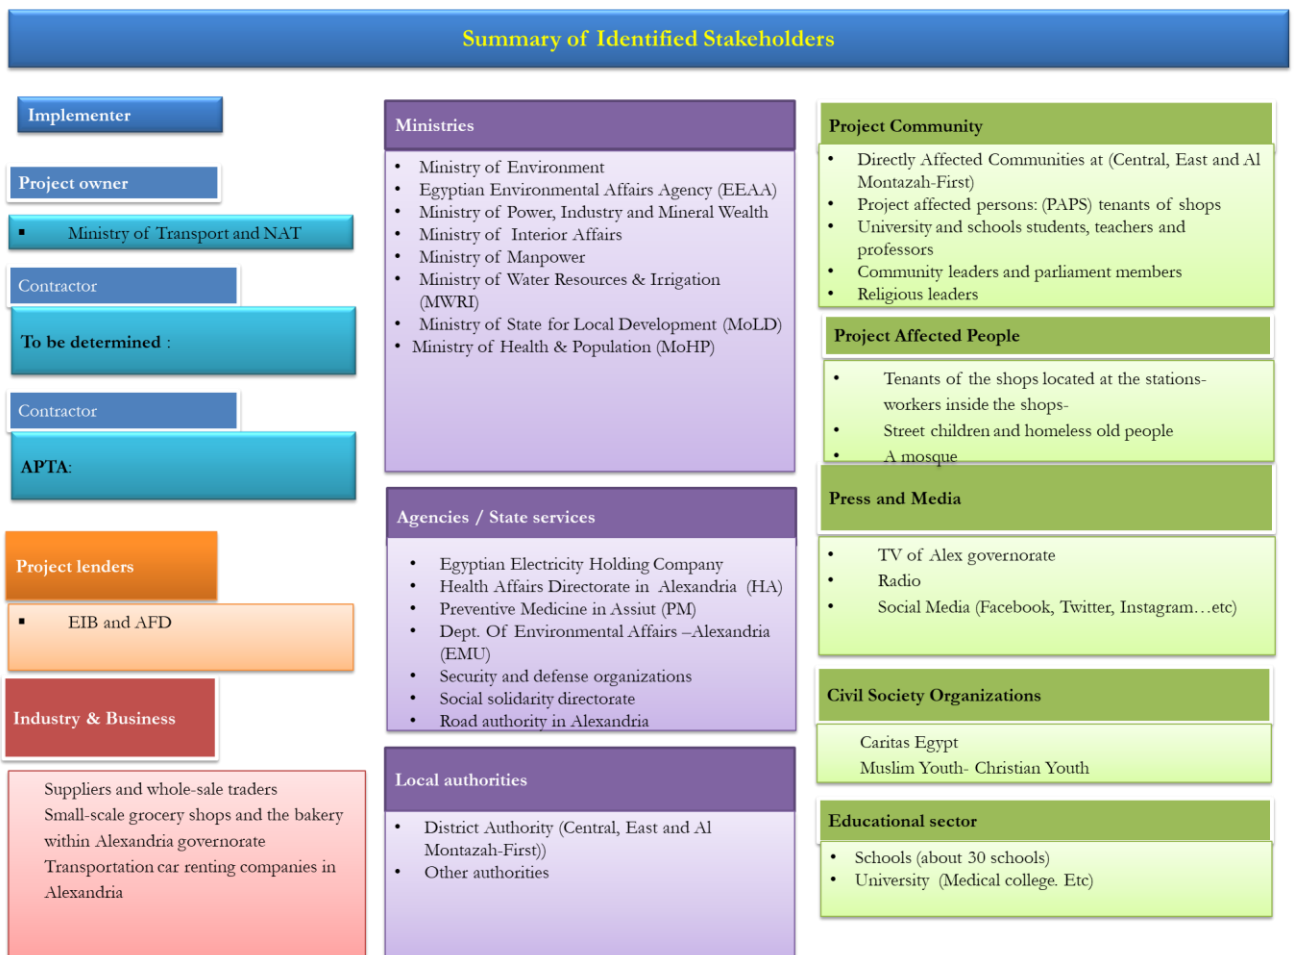 Summary of Identified Stakeholders
Implementer
Project owner
▪ Ministry of Transport and NAT
Contractor
To be determined :
Contractor
APTA:
Project lenders
▪ EIB and AFD
Industry & Business
Suppliers and whole-sale traders
Small-scale grocery shops and the bakery
within Alexandria governorate
Transportation car renting companies in
Alexandria
Ministries
• Ministry of Environment
• Egyptian Environmental Affairs Agency (EEAA)
• Ministry of Power, Industry and Mineral Wealth
• Ministry of Interior Affairs
• Ministry of Manpower
• Ministry of Water Resources & Irrigation
(MWRI)
• Ministry of State for Local Development (MoLD)
• Ministry of Health & Population (MoHP)
Agencies / State services
• Egyptian Electricity Holding Company
• Health Affairs Directorate in Alexandria (HA)
• Preventive Medicine in Assiut (PM)
• Dept. Of Environmental Affairs –Alexandria
(EMU)
• Security and defense organizations
• Social solidarity directorate
• Road authority in Alexandria
Local authorities
• District Authority (Central, East and Al
Montazah-First))
• Other authorities
Project Community
• Directly Affected Communities at (Central, East and Al
Montazah-First)
• Project affected persons: (PAPS) tenants of shops
• University and schools students, teachers and
professors
• Community leaders and parliament members
• Religious leaders
Project Affected People
• Tenants of the shops located at the stations-
workers inside the shops-
• Street children and homeless old people
• A mosque
Press and Media
• TV of Alex governorate
• Radio
• Social Media (Facebook, Twitter, Instagram…etc)
Civil Society Organizations
Caritas Egypt
Muslim Youth- Christian Youth
Educational sector
• Schools (about 30 schools)
• University (Medical college. Etc)